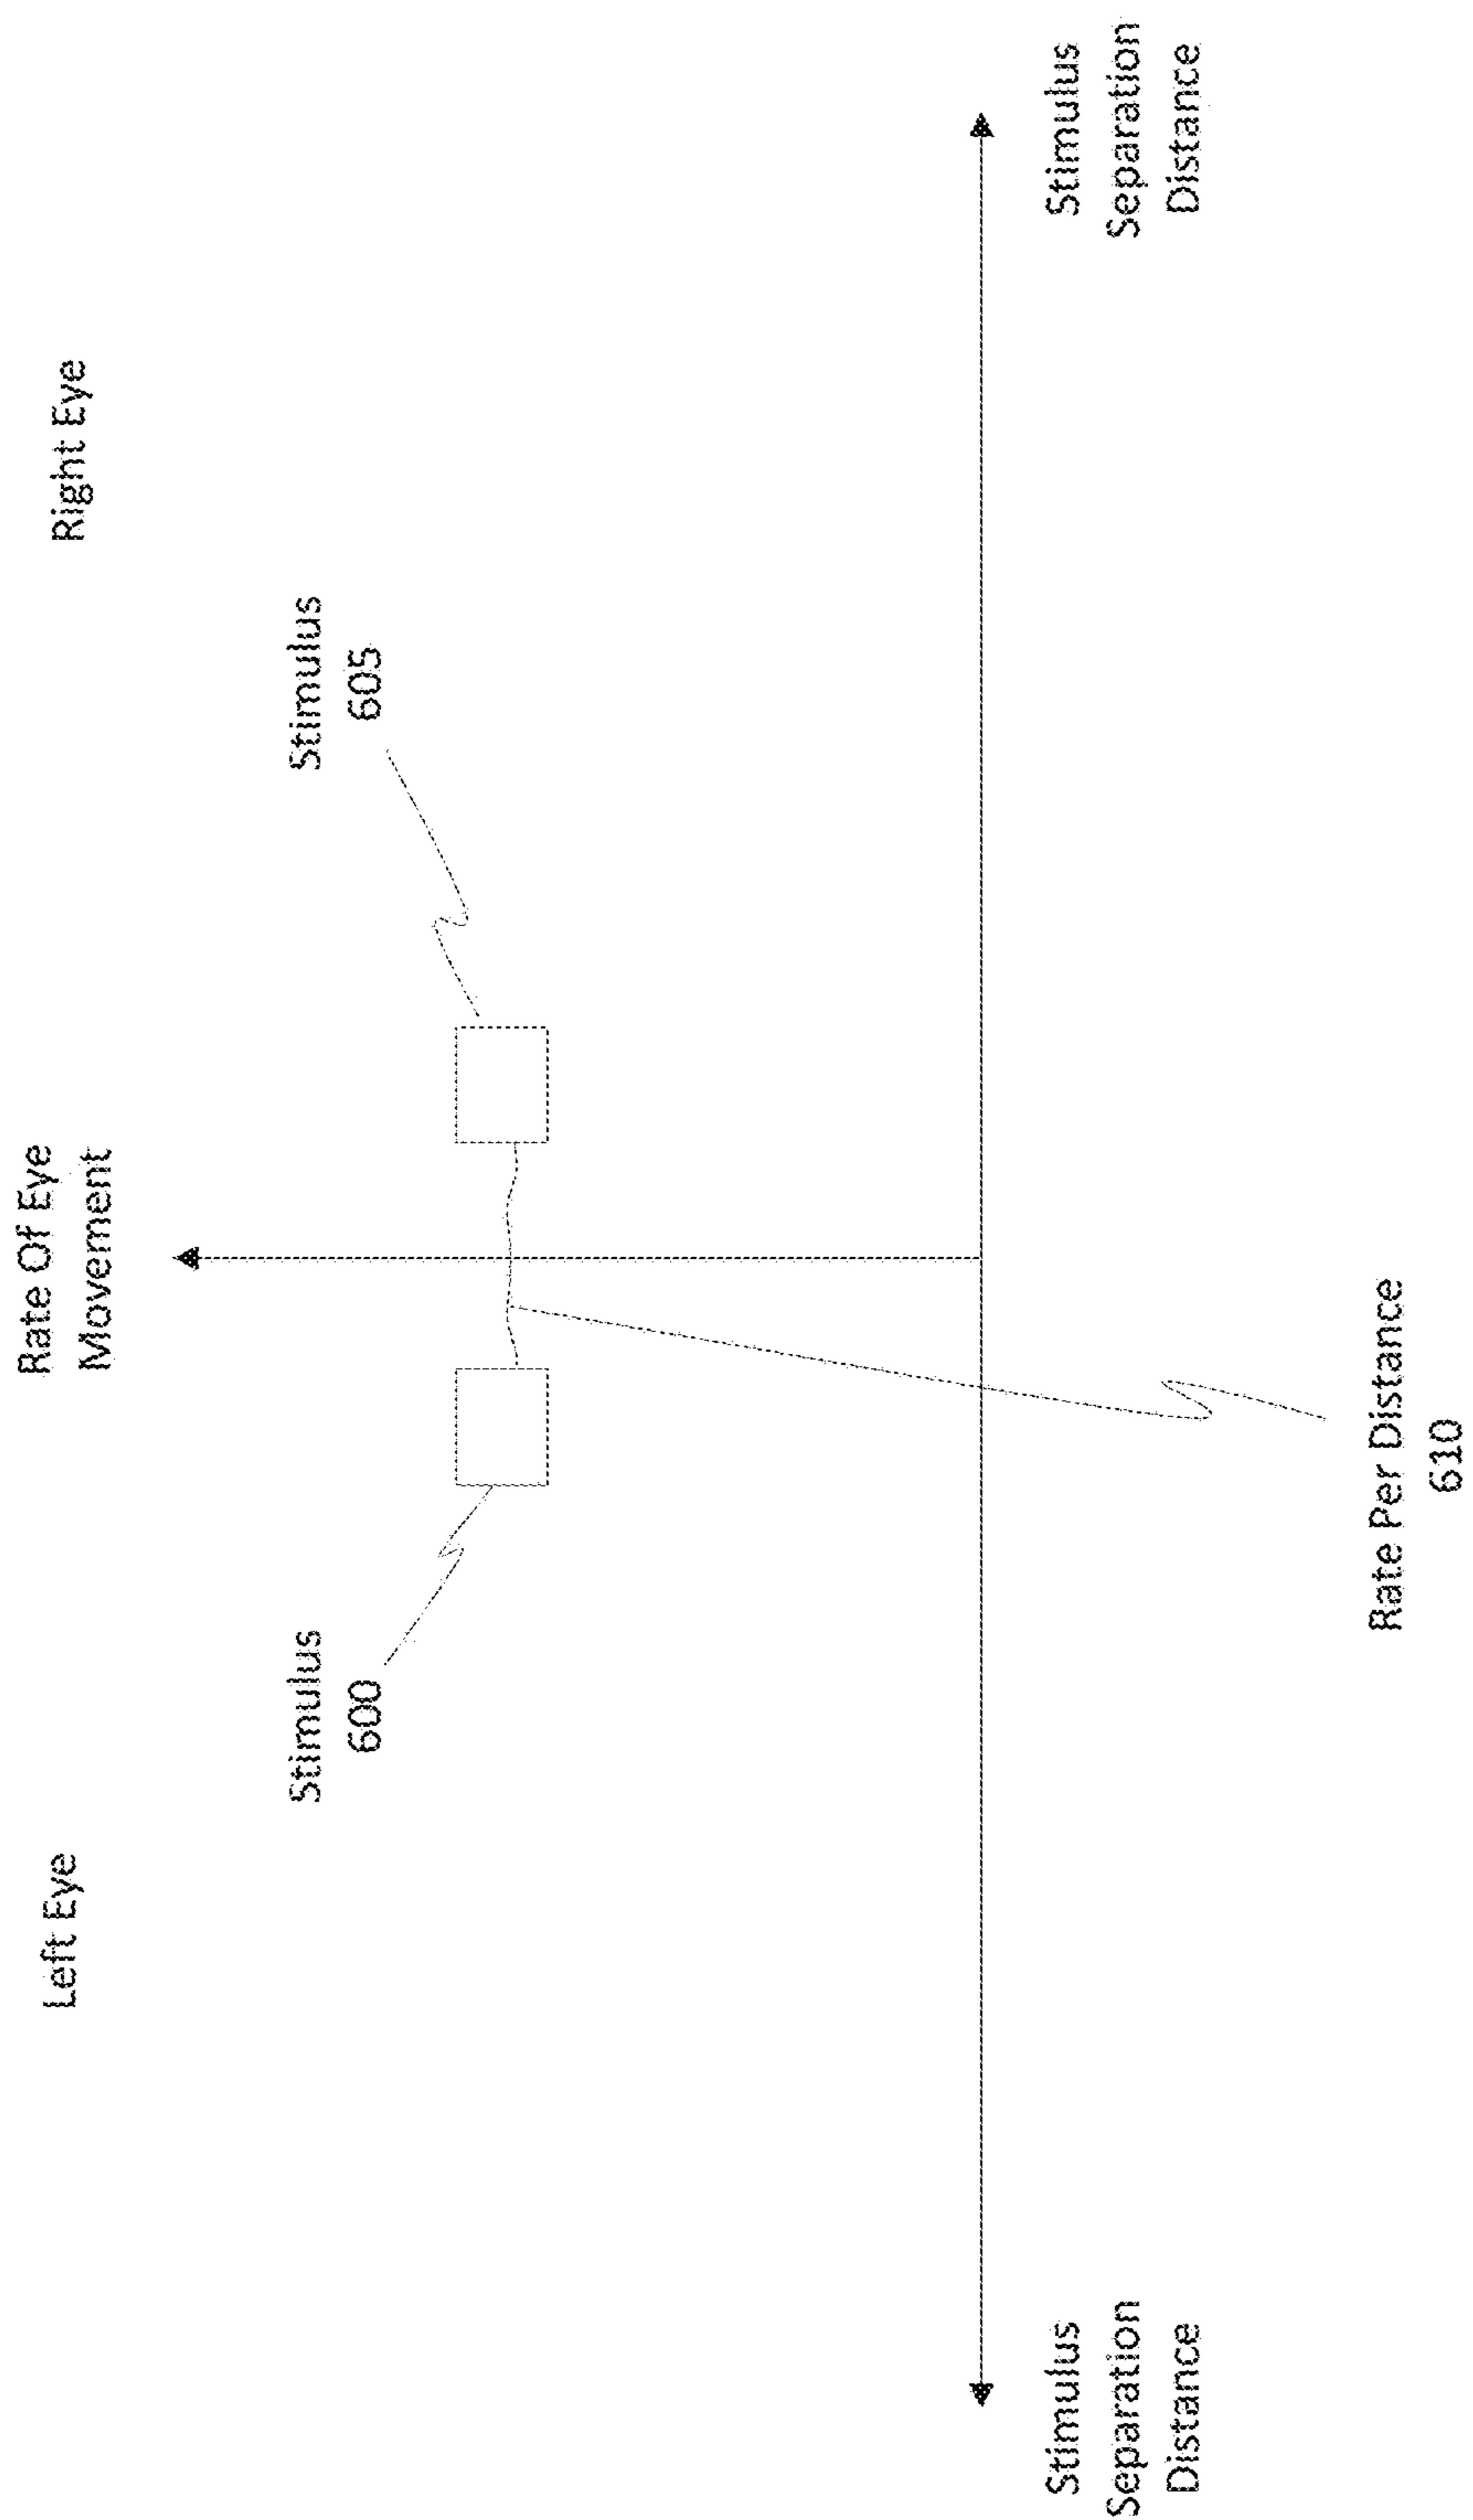 Left Eye
Rate Of Eye
Movement
Right Eye
Stimulus
600
Stimulus
605
Stimulus
Separation
Distance
Stimulus
Separation
Distance
Rate Per Distance
610